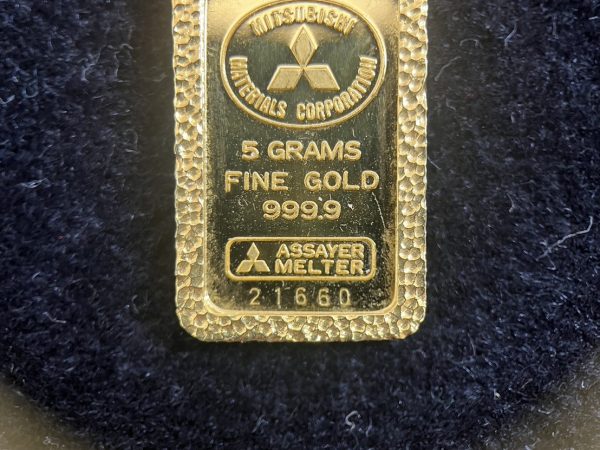 MITSUBISHI
MATERIALS CORPORATION
5 GRAMS
FINE GOLD
999.9
ASSAYER
MELTER
21660